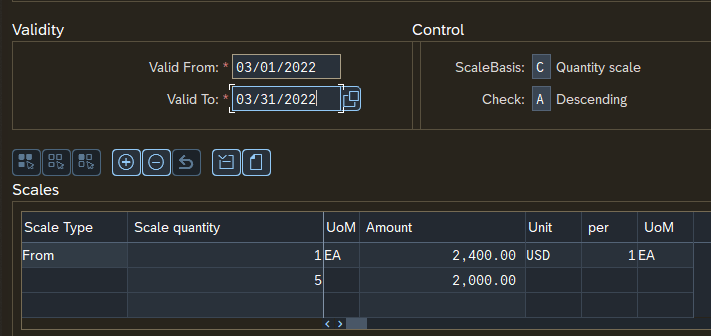 Validity
Control
Valid From: * 03/01/2022
ScaleBasis: C Quantity scale
Valid To: * 03/31/2022
Check: A Descending
Scales
Scale Type Scale quantity UoM Amount Unit per UoM
From 1 EA 2,400.00 USD 1 EA
5 2,000.00